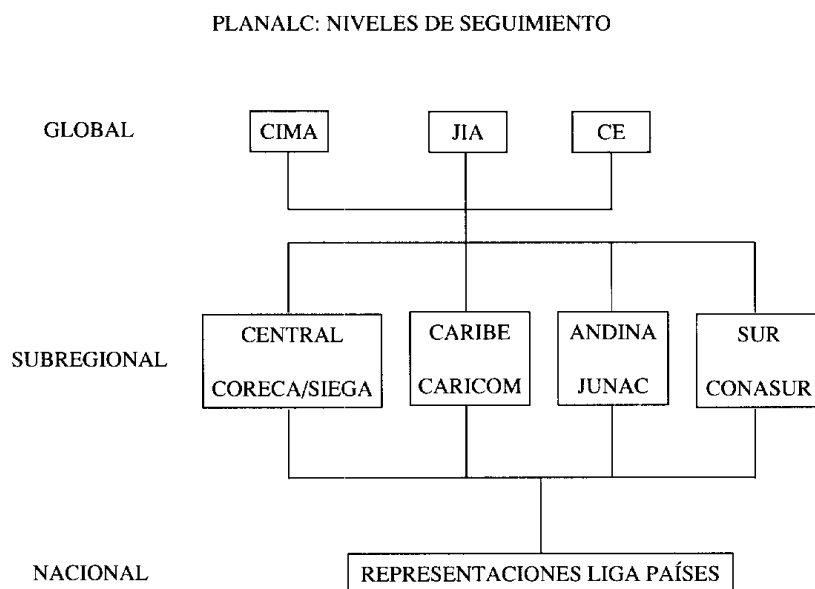 PLANALC: NIVELES DE SEGUIMIENTO
GLOBAL
CIMA
JIA
CE
SUBREGIONAL
CENTRAL
CORECA/SIEGA
CARIBE
CARICOM
ANDINA
JUNAC
SUR
CONASUR
NACIONAL
REPRESENTACIONES LIGA PAÍSES